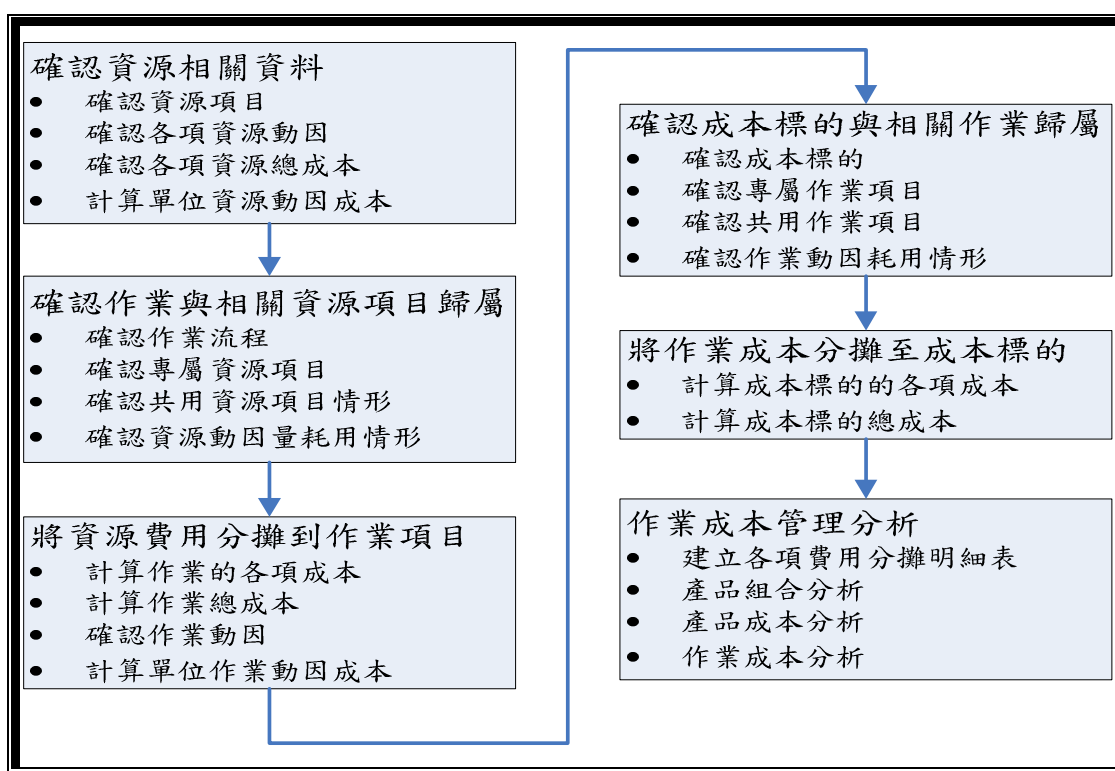 確認資源相關資料
• 確認資源項目
• 確認各項資源動因
• 確認各項資源總成本
• 計算單位資源動因成本
確認作業與相關資源項目歸屬
• 確認作業流程
• 確認專屬資源項目
• 確認共用資源項目情形
• 確認資源動因量耗用情形
將資源費用分攤到作業項目
• 計算作業的各項成本
• 計算作業總成本
• 確認作業動因
• 計算單位作業動因成本
確認成本標的與相關作業歸屬
• 確認成本標的
• 確認專屬作業項目
• 確認共用作業項目
• 確認作業動因耗用情形
將作業成本分攤至成本標的
• 計算成本標的的各項成本
• 計算成本標的總成本
作業成本管理分析
• 建立各項費用分攤明細表
• 產品組合分析
• 產品成本分析
• 作業成本分析